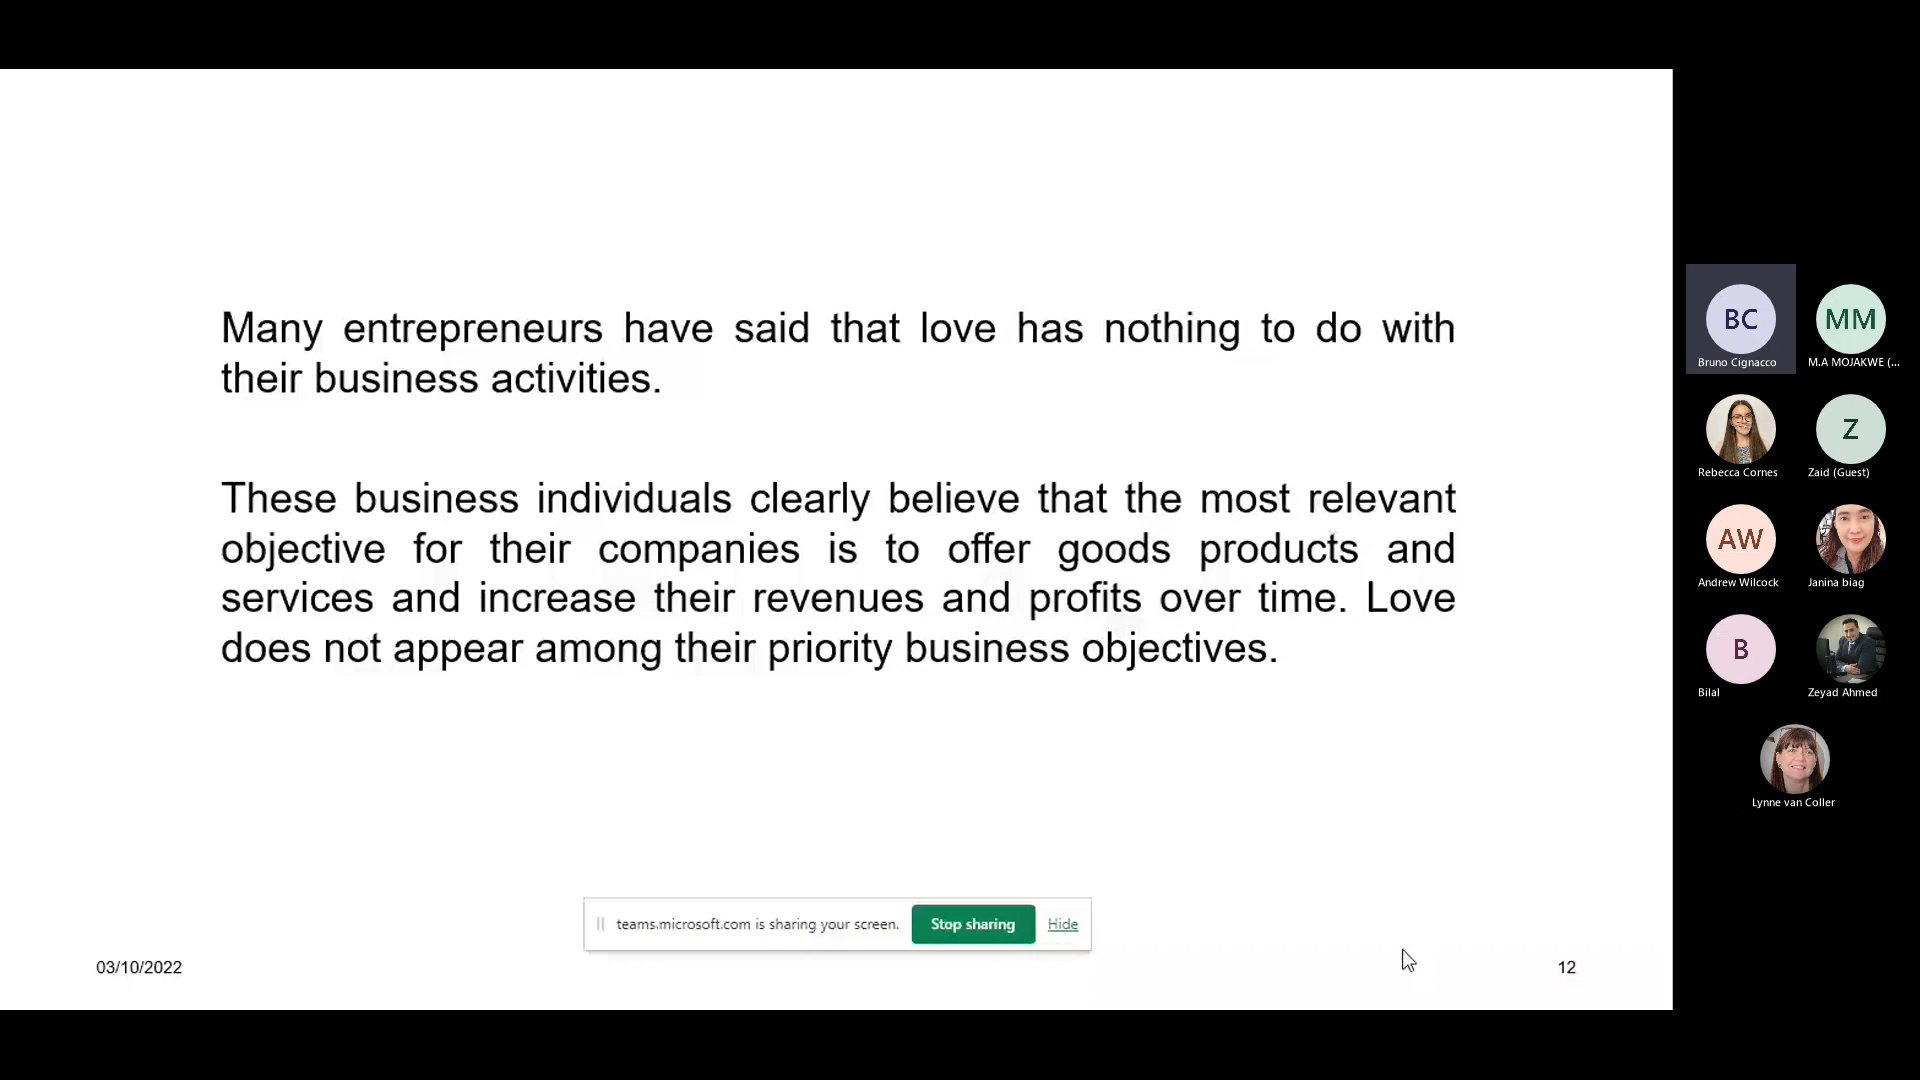 Many entrepreneurs have said that love has nothing to do with
their business activities.
These business individuals clearly believe that the most relevant
objective for their companies is to offer goods products and
services and increase their revenues and profits over time. Love
does not appear among their priority business objectives.
teams.microsoft.com is sharing your screen. Stop sharing Hide
03/10/2022
12
BC MM
Bruno Cignacco M.A MOJAKWE (...
Z
Rebecca Cornes Zaid (Guest)
AW
Andrew Wilcock Janina biag
B
Bilal Zeyad Ahmed
Lynne van Coller